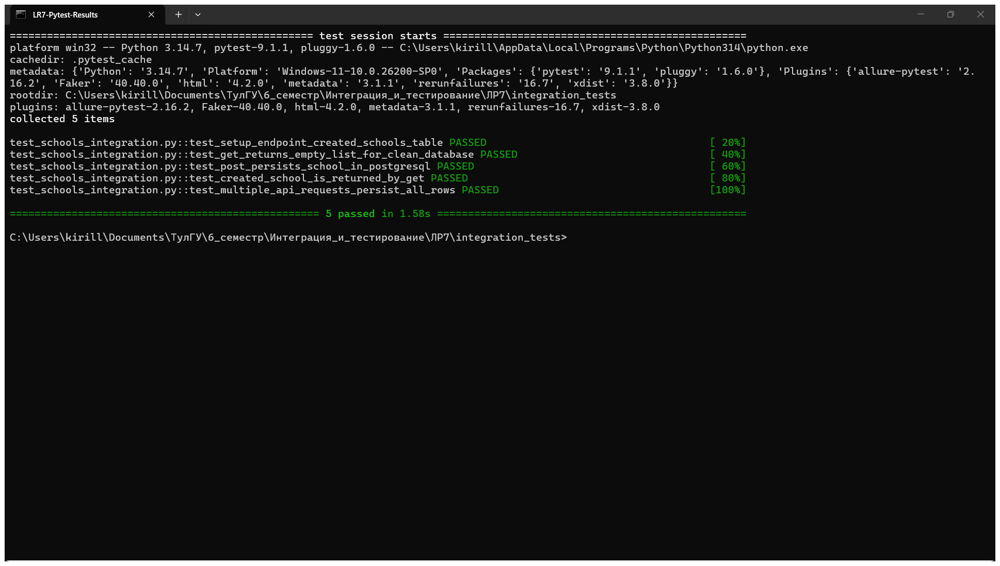 LR7-Pytest-Results
================================================= test session starts =================================================
platform win32 -- Python 3.14.7, pytest-9.1.1, pluggy-1.6.0 -- C:\Users\kirill\AppData\Local\Programs\Python\Python314\python.exe
cachedir: .pytest_cache
metadata: {'Python': '3.14.7', 'Platform': 'Windows-11-10.0.26200-SP0', 'Packages': {'pytest': '9.1.1', 'pluggy': '1.6.0'}, 'Plugins': {'allure-pytest': '2.
16.2', 'Faker': '40.40.0', 'html': '4.2.0', 'metadata': '3.1.1', 'rerunfailures': '16.7', 'xdist': '3.8.0'}}
rootdir: C:\Users\kirill\Documents\ТулГУ\6_семестр\Интеграция_и_тестирование\ЛР7\integration_tests
plugins: allure-pytest-2.16.2, Faker-40.40.0, html-4.2.0, metadata-3.1.1, rerunfailures-16.7, xdist-3.8.0
collected 5 items
test_schools_integration.py::test_setup_endpoint_created_schools_table PASSED [ 20%]
test_schools_integration.py::test_get_returns_empty_list_for_clean_database PASSED [ 40%]
test_schools_integration.py::test_post_persists_school_in_postgresql PASSED [ 60%]
test_schools_integration.py::test_created_school_is_returned_by_get PASSED [ 80%]
test_schools_integration.py::test_multiple_api_requests_persist_all_rows PASSED [100%]
================================================== 5 passed in 1.58s ==================================================
C:\Users\kirill\Documents\ТулГУ\6_семестр\Интеграция_и_тестирование\ЛР7\integration_tests>